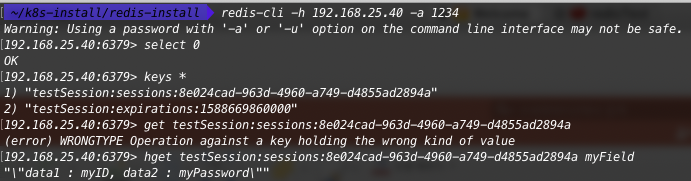 ~/k8s-install/redis-install redis-cli -h 192.168.25.40 -a 1234
Warning: Using a password with '-a' or '-u' option on the command line interface may not be safe.
[192.168.25.40:6379> select 0
OK
[192.168.25.40:6379> keys *
1) "testSession:sessions:8e024cad-963d-4960-a749-d4855ad2894a"
2) "testSession:expirations:1588669860000"
[192.168.25.40:6379> get testSession:sessions:8e024cad-963d-4960-a749-d4855ad2894a
(error) WRONGTYPE Operation against a key holding the wrong kind of value
[192.168.25.40:6379> hget testSession:sessions:8e024cad-963d-4960-a749-d4855ad2894a myField
"\"data1 : myID, data2 : myPassword\""